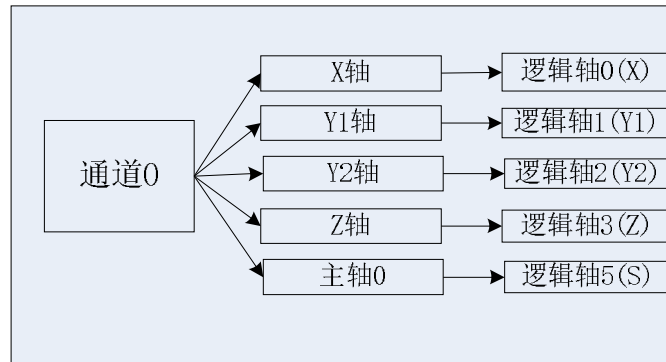 X轴 逻辑轴0(X)
Y1轴 逻辑轴1(Y1)
通道0 Y2轴 逻辑轴2(Y2)
Z轴 逻辑轴3(Z)
主轴0 逻辑轴5(S)